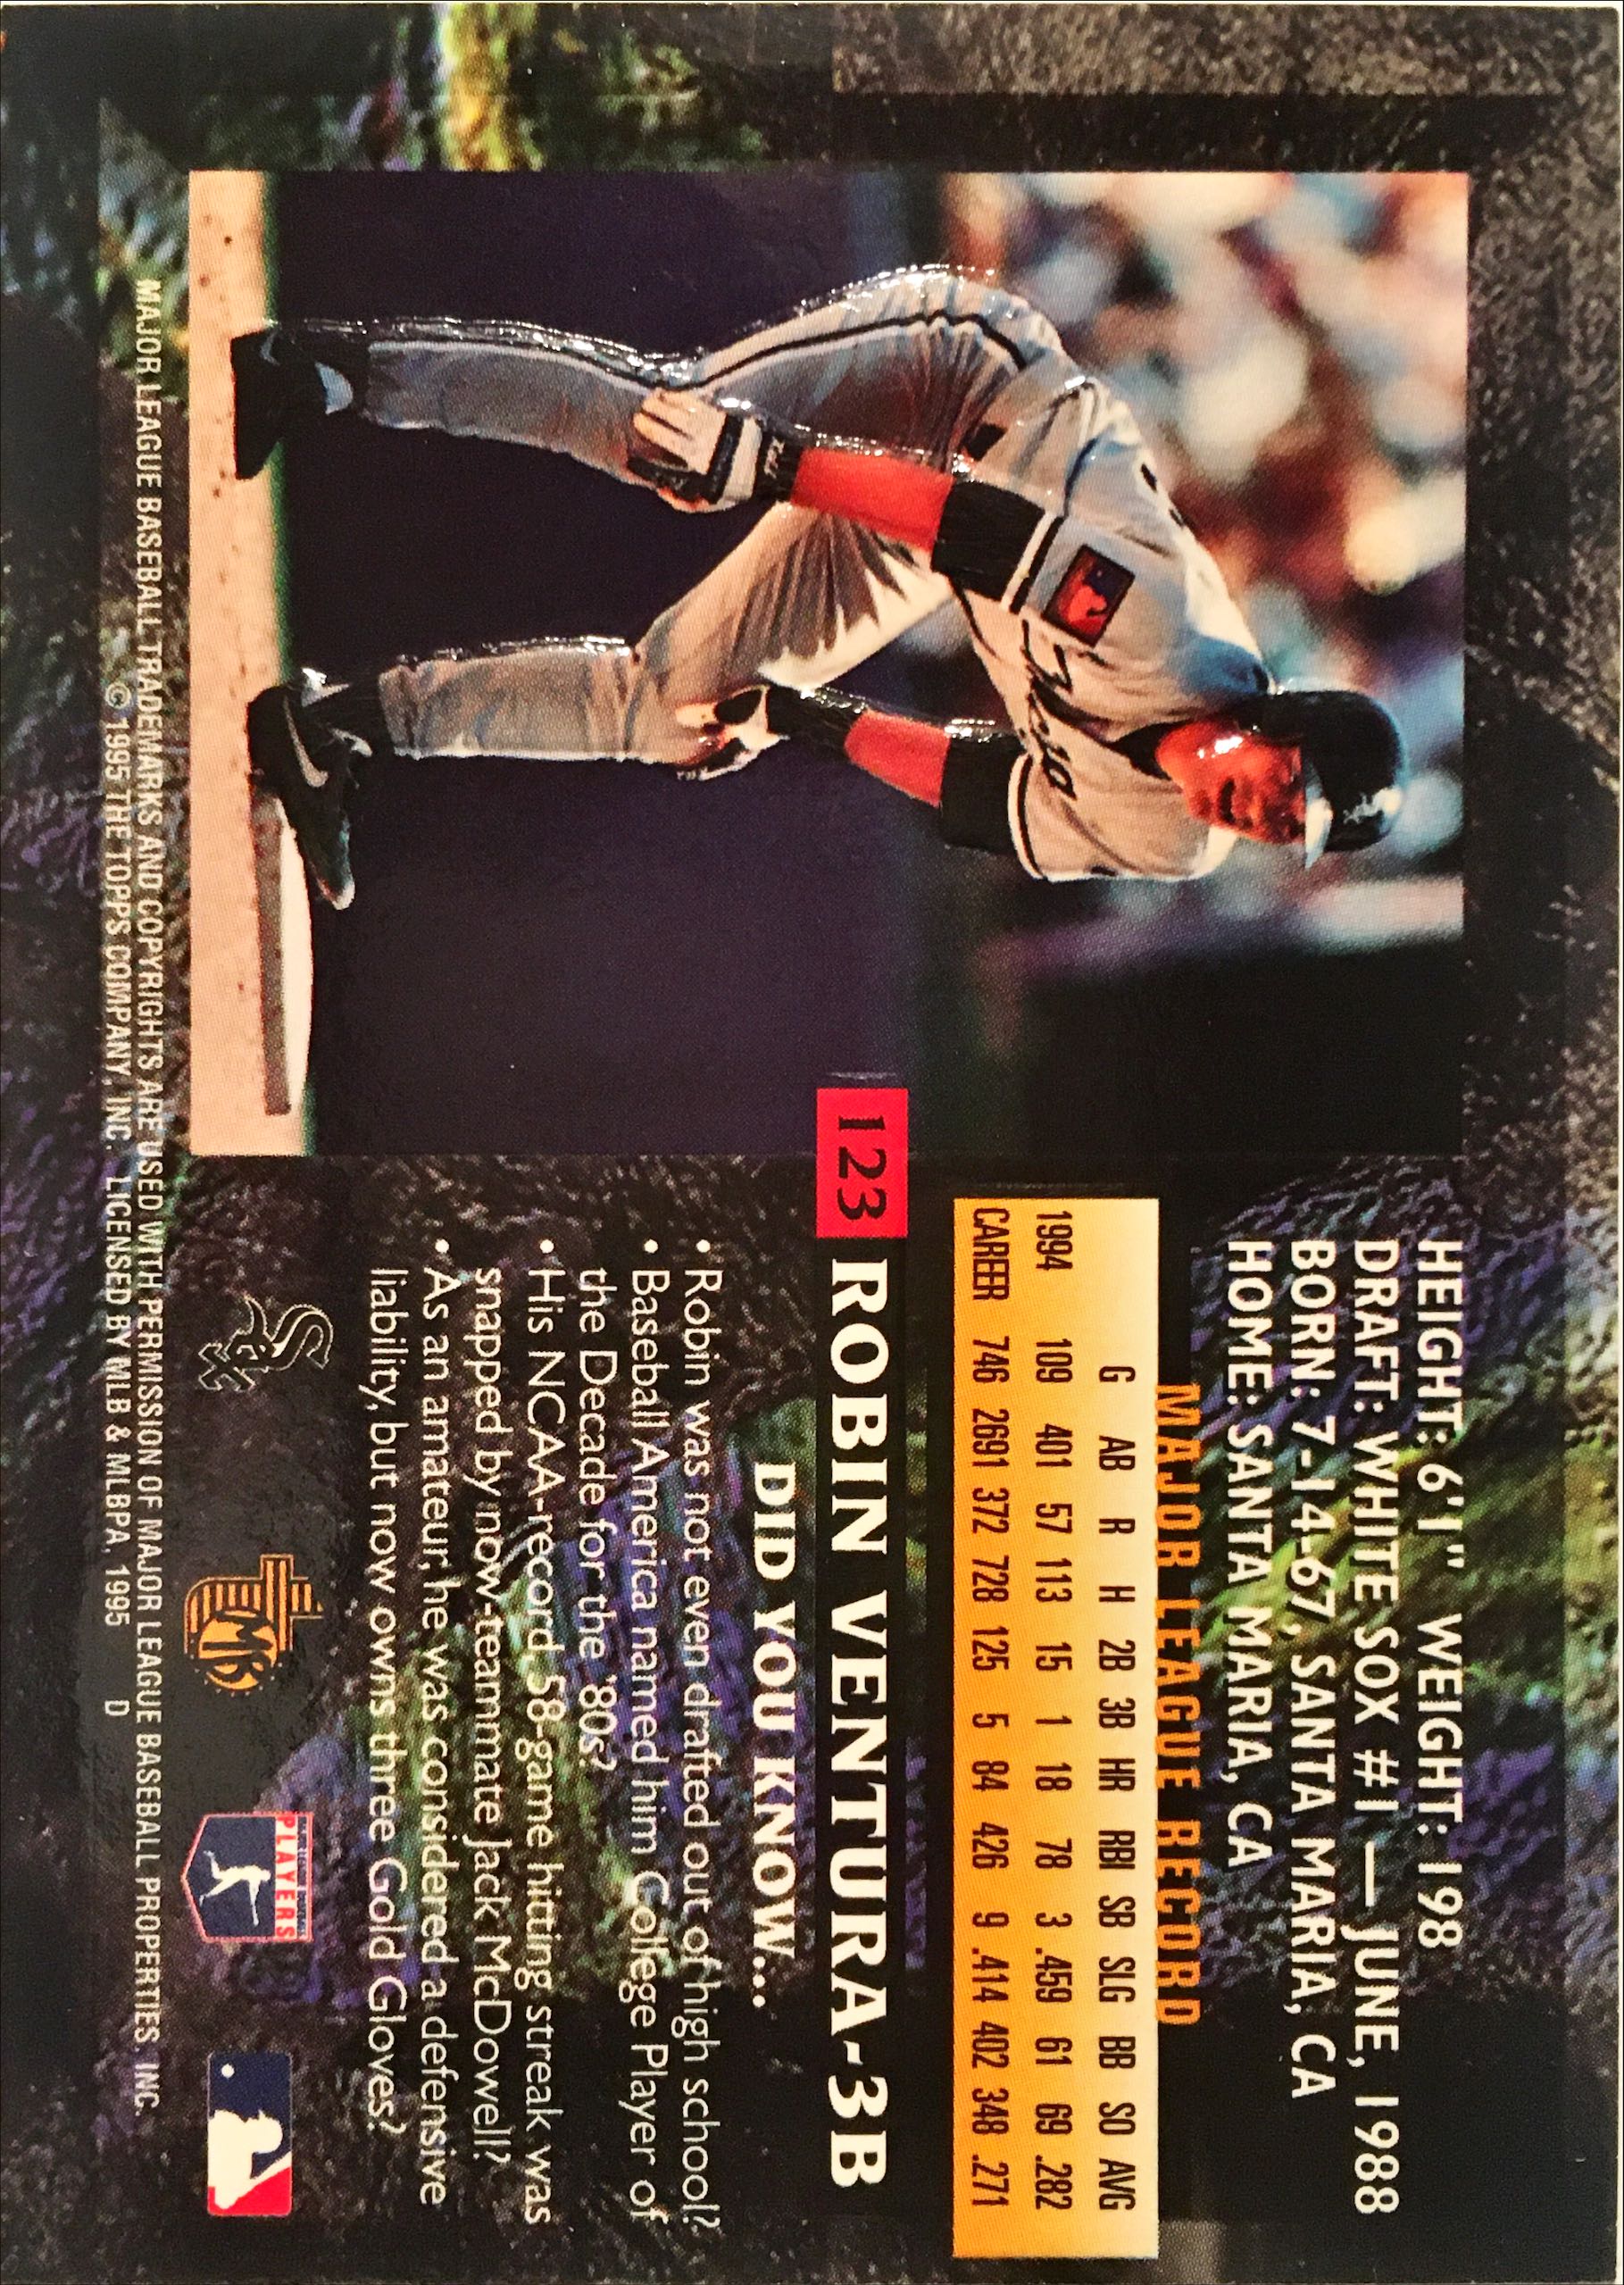 HEIGHT: 6'1" WEIGHT: 198
DRAFT: WHITE SOX #1 — JUNE, 1988
BORN: 7-14-67, SANTA MARIA, CA
HOME: SANTA MARIA, CA
MAJOR LEAGUE RECORD
G AB R H 2B 3B HR RBI SB SLG BB SO AVG
1994 109 401 57 113 15 1 18 78 3 .459 61 69 .282
CAREER 746 2691 372 728 125 5 84 426 9 .414 402 348 .271
123 ROBIN VENTURA-3B
DID YOU KNOW...
• Robin was not even drafted out of high school?
• Baseball America named him College Player of
the Decade for the '80s?
• His NCAA-record 58-game hitting streak was
snapped by now-teammate Jack McDowell?
• As an amateur, he was considered a defensive
liability, but now owns three Gold Gloves?
Chicago
Sox
MB
PLAYERS
MAJOR LEAGUE BASEBALL TRADEMARKS AND COPYRIGHTS ARE USED WITH PERMISSION OF MAJOR LEAGUE BASEBALL PROPERTIES, INC.
© 1995 THE TOPPS COMPANY, INC. LICENSED BY MLB & MLBPA, 1995 D